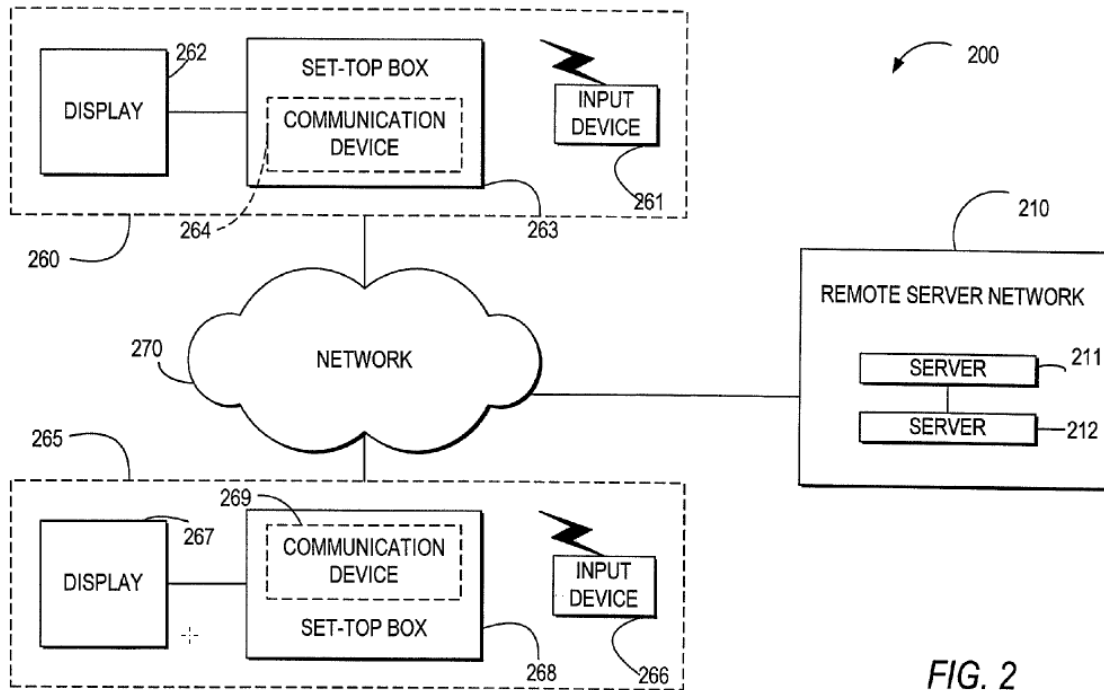 262
DISPLAY
SET-TOP BOX
COMMUNICATION
DEVICE
INPUT
DEVICE
200
264
263
261
260
210
REMOTE SERVER NETWORK
SERVER
211
SERVER
212
270
NETWORK
265
267
269
DISPLAY
COMMUNICATION
DEVICE
SET-TOP BOX
INPUT
DEVICE
268
266
FIG. 2